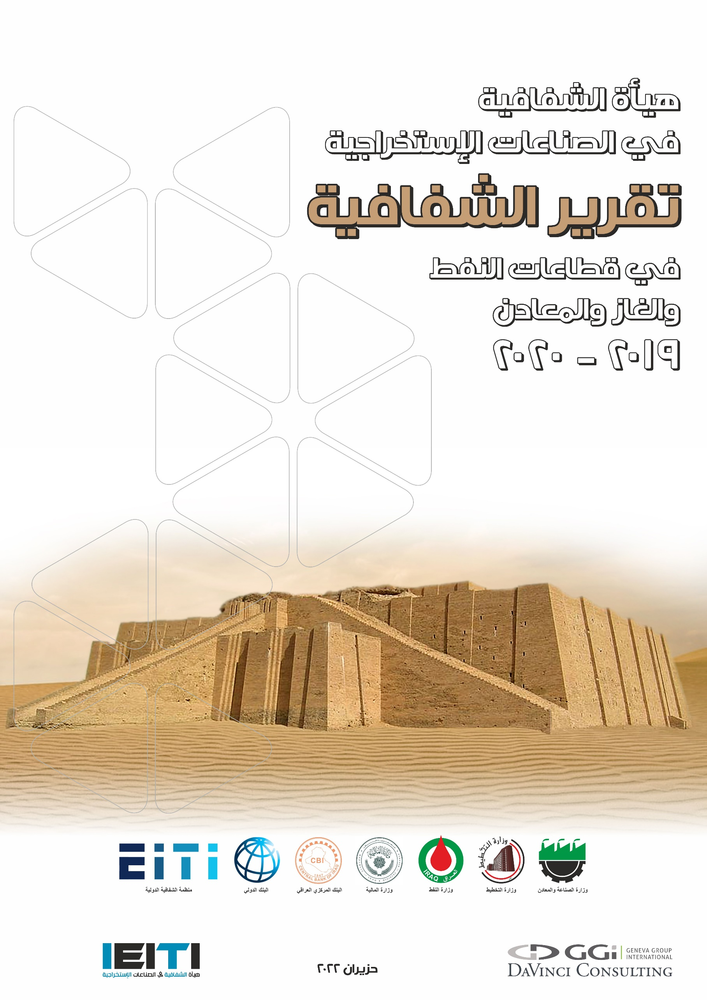 هيأة الشفافية
في الصناعات الإستخراجية
تقرير الشفافية
في قطاعات النفط
والغاز والمعادن
٢٠١٩ - ٢٠٢٠
وزارة التخطيط
وزارة المالية
CBI
1947
CENTRAL BANK OF IRAQ
IRAQ العراق
EITI
وزارة الصناعة والمعادن
وزارة التخطيط
وزارة النفط
وزارة المالية
البنك المركزي العراقي
البنك الدولي
منظمة الشفافية الدولية
GGi
GENEVA GROUP
INTERNATIONAL
DAVINCI CONSULTING
حزيران ٢٠٢٢
IEITI
هيأة الشفافية في الصناعات الإستخراجية